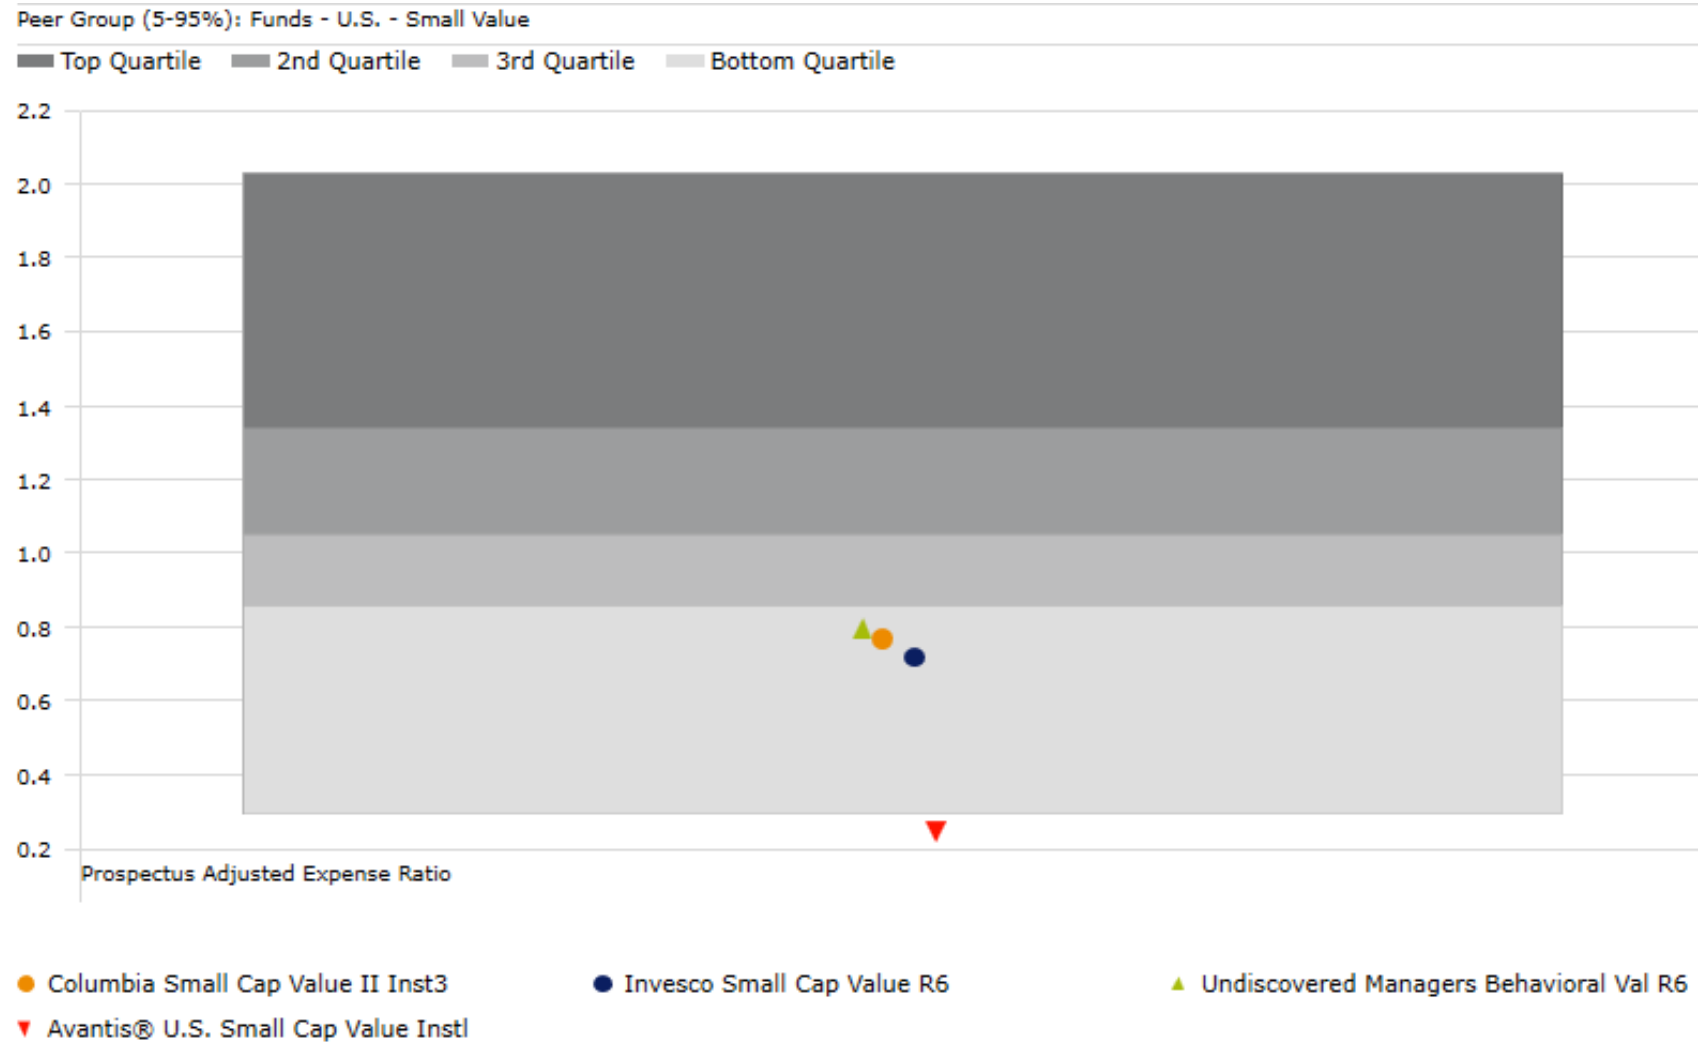 Peer Group (5-95%): Funds - U.S. - Small Value
Top Quartile 2nd Quartile 3rd Quartile Bottom Quartile
2.2
2.0
1.8
1.6
1.4
1.2
1.0
0.8
0.6
0.4
0.2
Prospectus Adjusted Expense Ratio
Columbia Small Cap Value II Inst3 Invesco Small Cap Value R6 Undiscovered Managers Behavioral Val R6
Avantis® U.S. Small Cap Value Instl